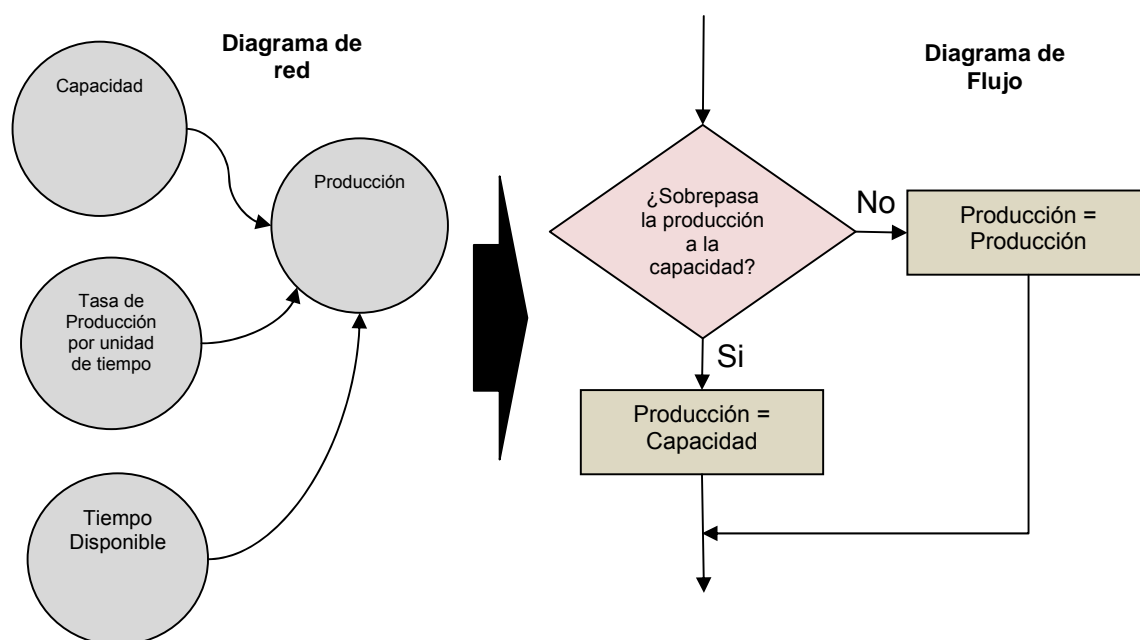 Diagrama de
red
Capacidad
Producción
Tasa de
Producción
por unidad
de tiempo
Tiempo
Disponible
Diagrama de
Flujo
¿Sobrepasa
la producción
a la
capacidad?
No
Producción =
Producción
Si
Producción =
Capacidad